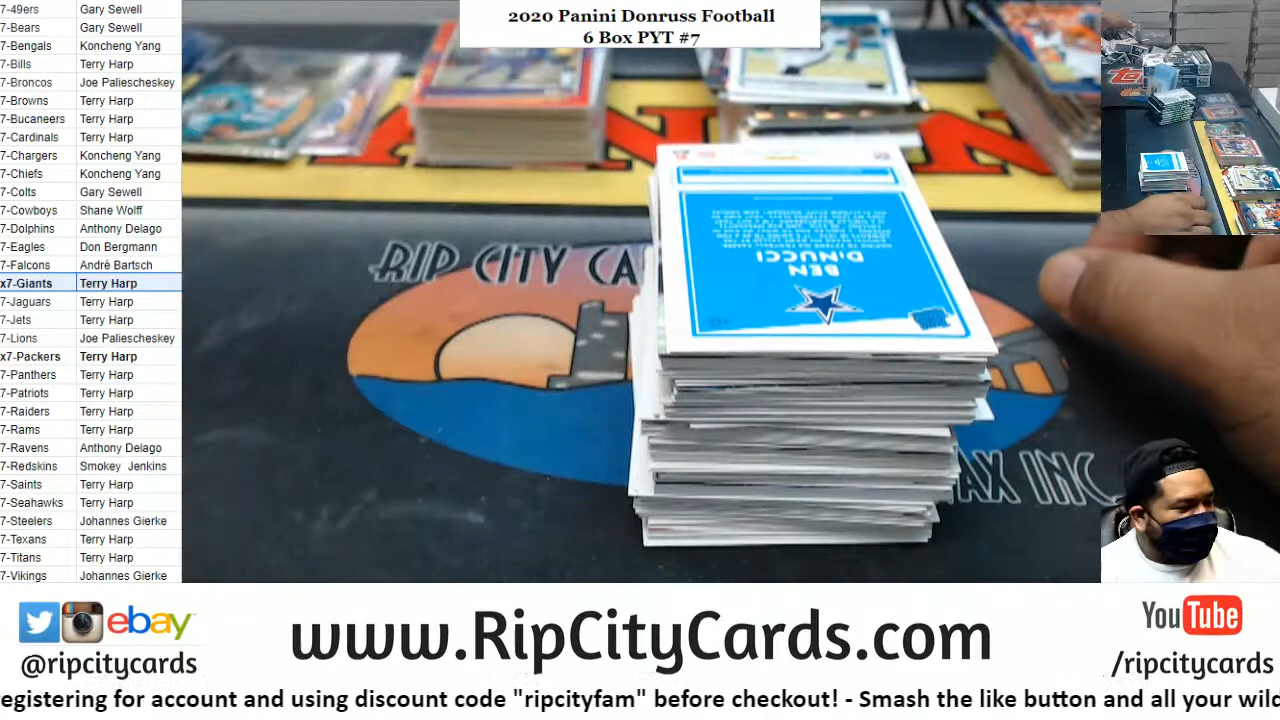 2020 Panini Donruss Football
6 Box PYT #7
7-49ers Gary Sewell
7-Bears Gary Sewell
7-Bengals Koncheng Yang
7-Bills Terry Harp
7-Broncos Joe Paliescheskey
7-Browns Terry Harp
7-Bucaneers Terry Harp
7-Cardinals Terry Harp
7-Chargers Koncheng Yang
7-Chiefs Koncheng Yang
7-Colts Gary Sewell
7-Cowboys Shane Wolff
7-Dolphins Anthony Delago
7-Eagles Don Bergmann
7-Falcons Andrè Bartsch
x7-Giants Terry Harp
7-Jaguars Terry Harp
7-Jets Terry Harp
7-Lions Joe Paliescheskey
x7-Packers Terry Harp
7-Panthers Terry Harp
7-Patriots Terry Harp
7-Raiders Terry Harp
7-Rams Terry Harp
7-Ravens Anthony Delago
7-Redskins Smokey Jenkins
7-Saints Terry Harp
7-Seahawks Terry Harp
7-Steelers Johannes Gierke
7-Texans Terry Harp
7-Titans Terry Harp
7-Vikings Johannes Gierke
RIP CITY CA
BEN
DiNUCCI
AX INC.
ebay
@ripcitycards
www.RipCityCards.com
YouTube
/ripcitycards
registering for account and using discount code "ripcityfam" before checkout! - Smash the like button and all your wild